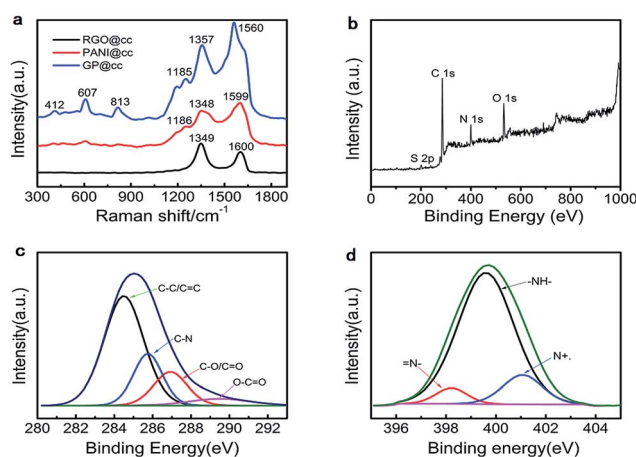 a
RGO@cc
PANI@cc
GP@cc
412
607
813
1185
1357
1560
1186
1348
1599
1349
1600
Intensity(a.u.)
300 600 900 1200 1500 1800
Raman shift/cm⁻¹
b
C 1s
O 1s
N 1s
S 2p
Intensity(a.u.)
0 200 400 600 800 1000
Binding Energy (eV)
c
C-C/C=C
C-N
C-O/C=O
O-C=O
Intensity(a.u.)
280 282 284 286 288 290 292
Binding Energy(eV)
d
-NH-
=N-
N+.
Intensity(a.u.)
396 400 402 404
Binding energy(eV)